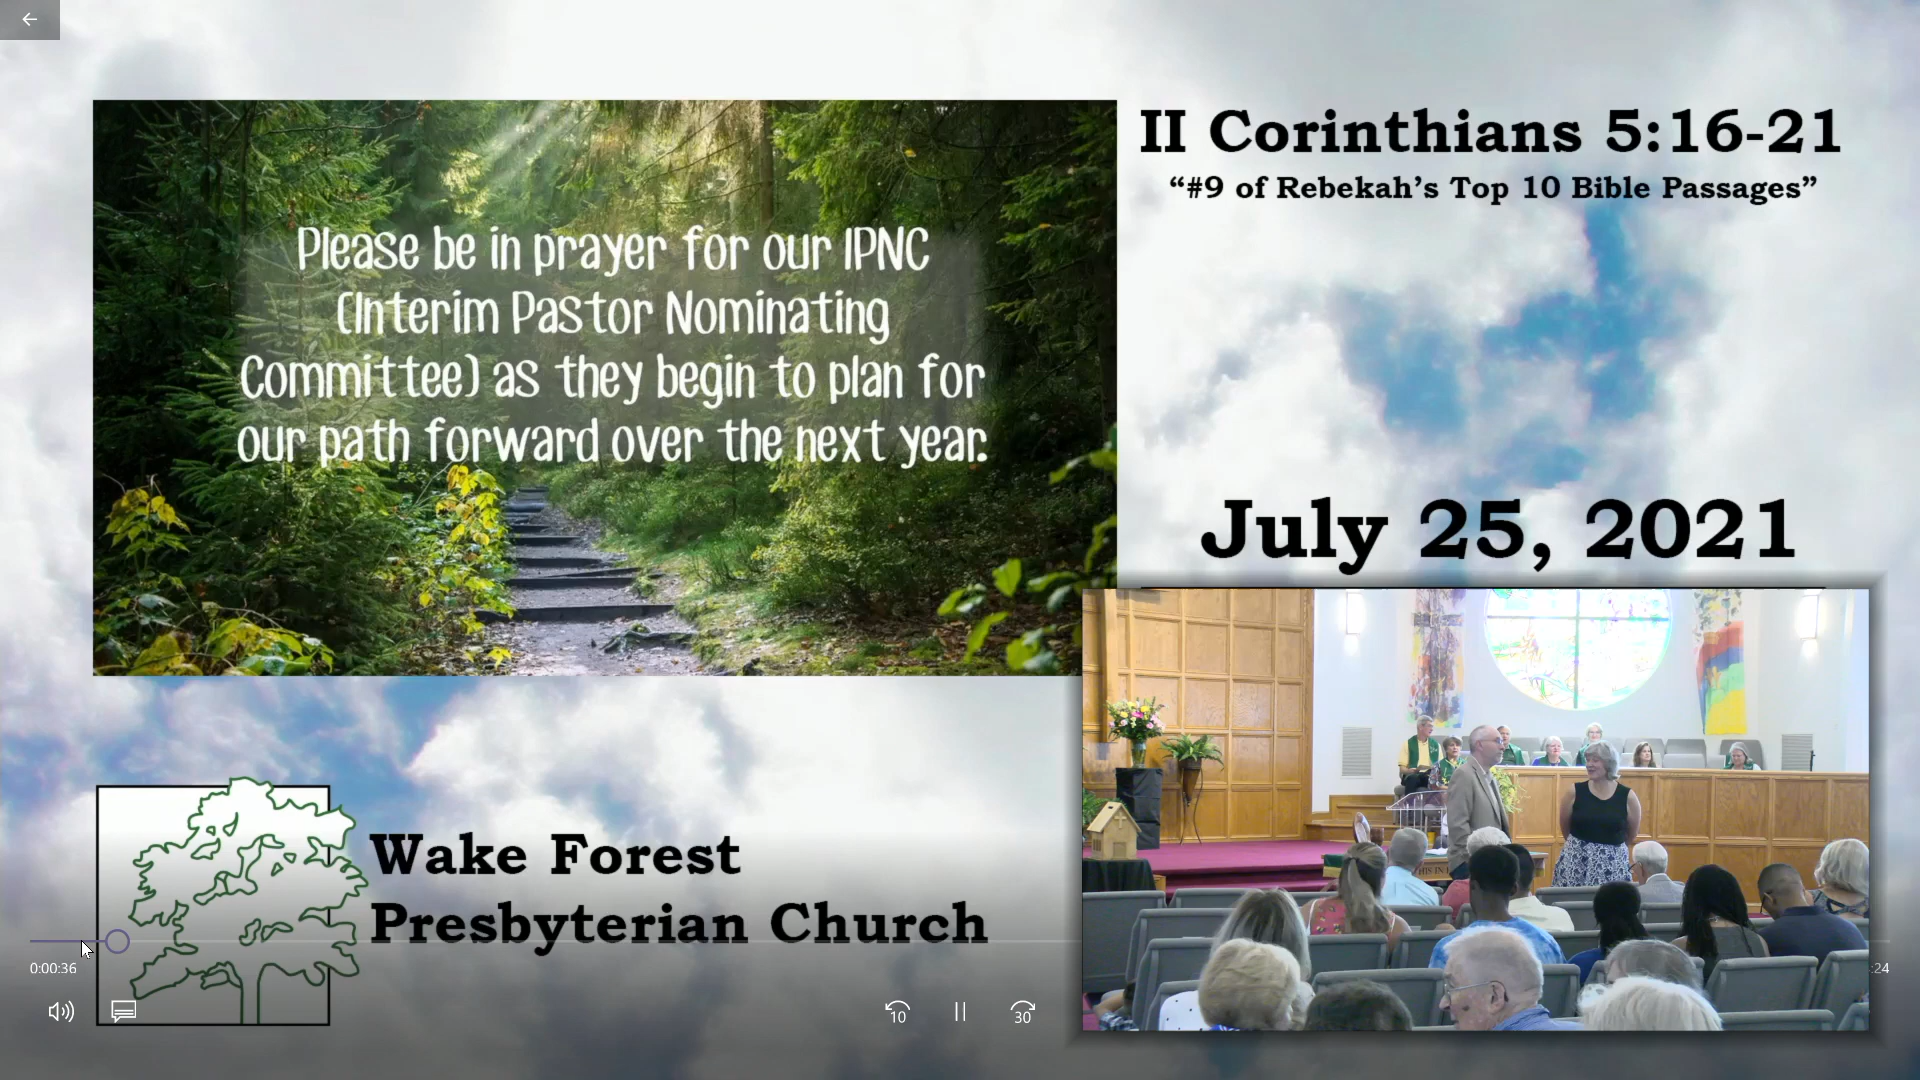 Please be in prayer for our IPNC
(Interim Pastor Nominating
Committee) as they begin to plan for
our path forward over the next year.
II Corinthians 5:16-21
“#9 of Rebekah’s Top 10 Bible Passages”
July 25, 2021
Wake Forest
Presbyterian Church
THIS IN
0:00:36
:24
10
30